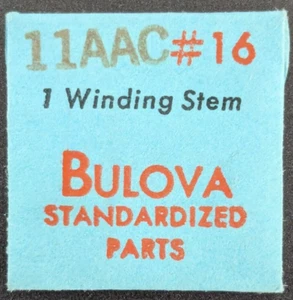 11AAC#16
1 Winding Stem
BULOVA
STANDARDIZED
PARTS